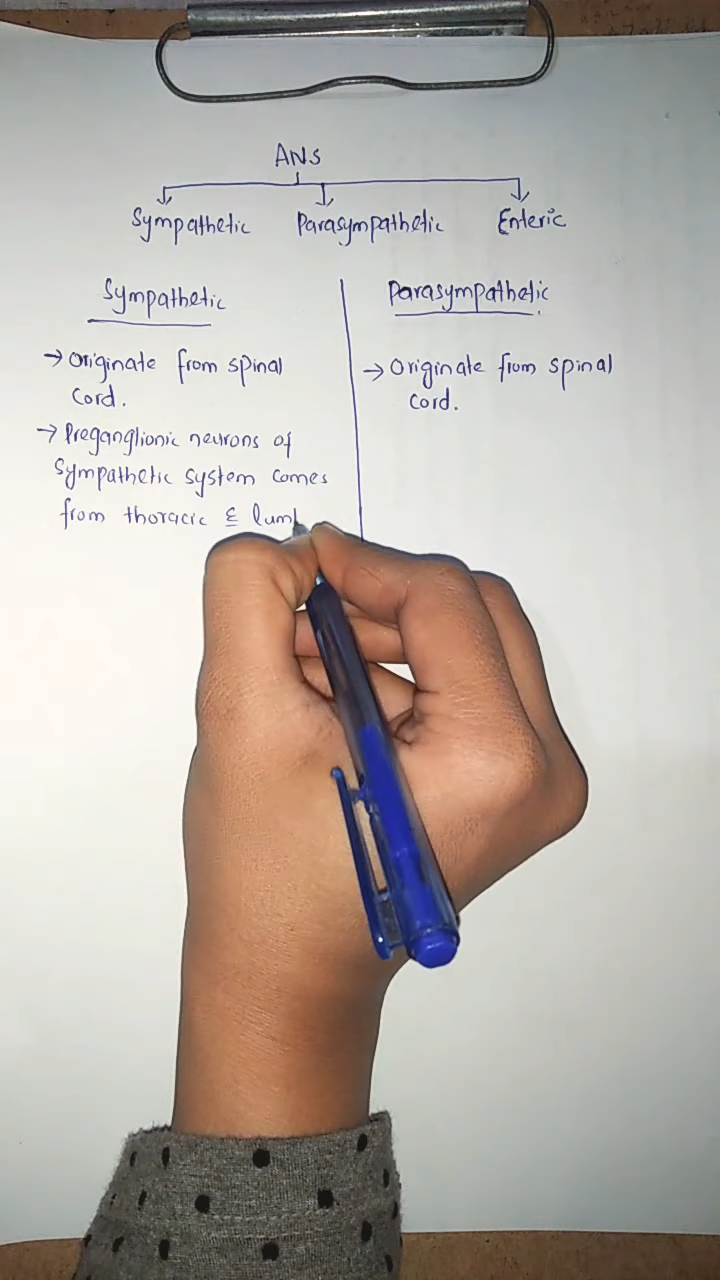 ANS
Sympathetic Parasympathetic Enteric
Sympathetic
→ Originate from spinal
Cord.
→ Preganglionic neurons of
Sympathetic system comes
from thoracic & lum
Parasympathetic
→ Originate from spinal
Cord.